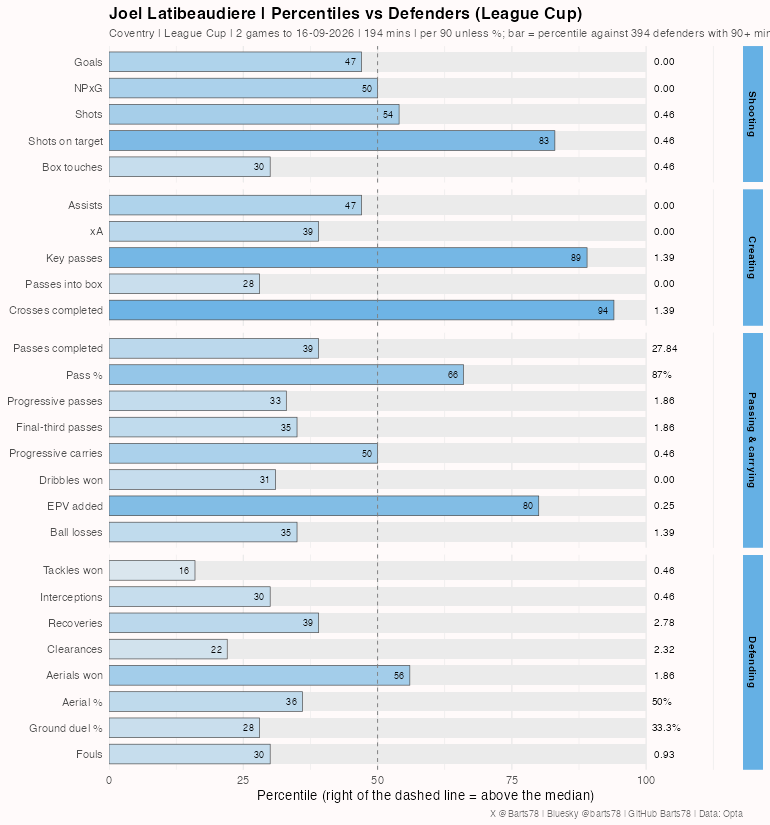 Joel Latibeaudiere | Percentiles vs Defenders (League Cup)
Coventry | League Cup | 2 games to 16-09-2026 | 194 mins | per 90 unless %; bar = percentile against 394 defenders with 90+ min
Goals 47 0.00
NPxG 50 0.00
Shots 54 0.46
Shots on target 83 0.46
Box touches 30 0.46
Shooting
Assists 47 0.00
xA 39 0.00
Key passes 89 1.39
Passes into box 28 0.00
Crosses completed 94 1.39
Creating
Passes completed 39 27.84
Pass % 66 87%
Progressive passes 33 1.86
Final-third passes 35 1.86
Progressive carries 50 0.46
Dribbles won 31 0.00
EPV added 80 0.25
Ball losses 35 1.39
Passing & carrying
Tackles won 16 0.46
Interceptions 30 0.46
Recoveries 39 2.78
Clearances 22 2.32
Aerials won 56 1.86
Aerial % 36 50%
Ground duel % 28 33.3%
Fouls 30 0.93
Defending
0 25 50 75 100
Percentile (right of the dashed line = above the median)
X @Barts78 | Bluesky @barts78 | GitHub Barts78 | Data: Opta